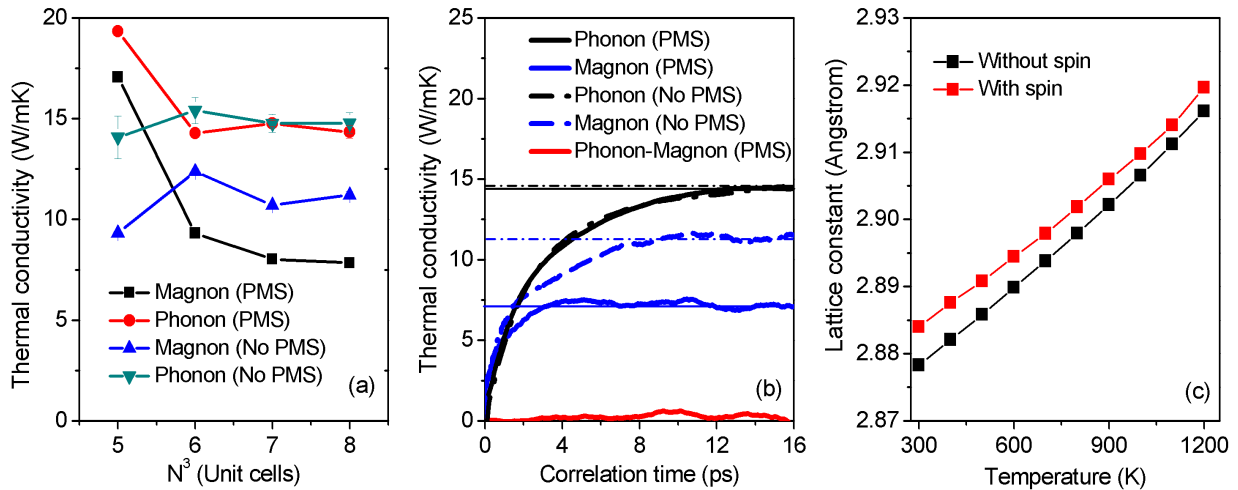 20
15
10
5
0
Thermal conductivity (W/mK)
Magnon (PMS)
Phonon (PMS)
Magnon (No PMS)
Phonon (No PMS)
(a)
5 6 7 8
N³ (Unit cells)
25
20
15
10
5
0
Thermal conductivity (W/mK)
Phonon (PMS)
Magnon (PMS)
Phonon (No PMS)
Magnon (No PMS)
Phonon-Magnon (PMS)
(b)
0 4 8 12 16
Correlation time (ps)
2.93
2.92
2.91
2.90
2.89
2.88
2.87
Lattice constant (Angstrom)
Without spin
With spin
(c)
300 600 900 1200
Temperature (K)